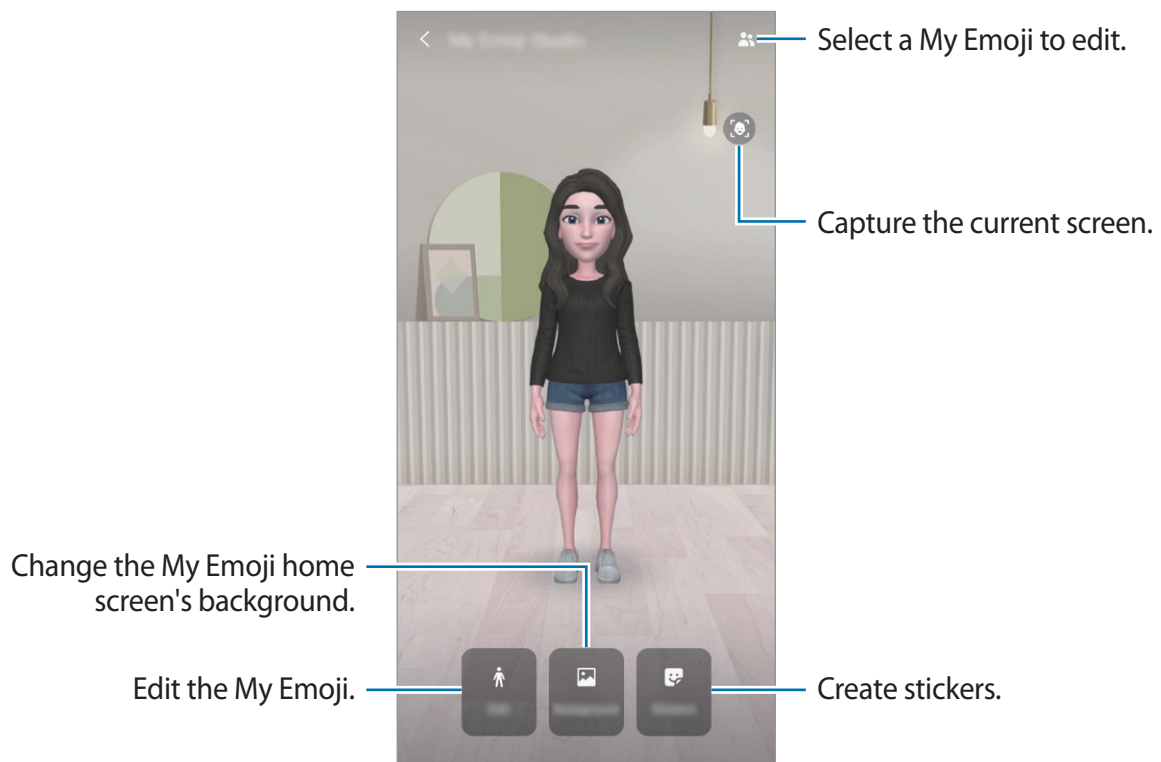 Select a My Emoji to edit.
Capture the current screen.
Change the My Emoji home
screen's background.
Edit the My Emoji.
Create stickers.